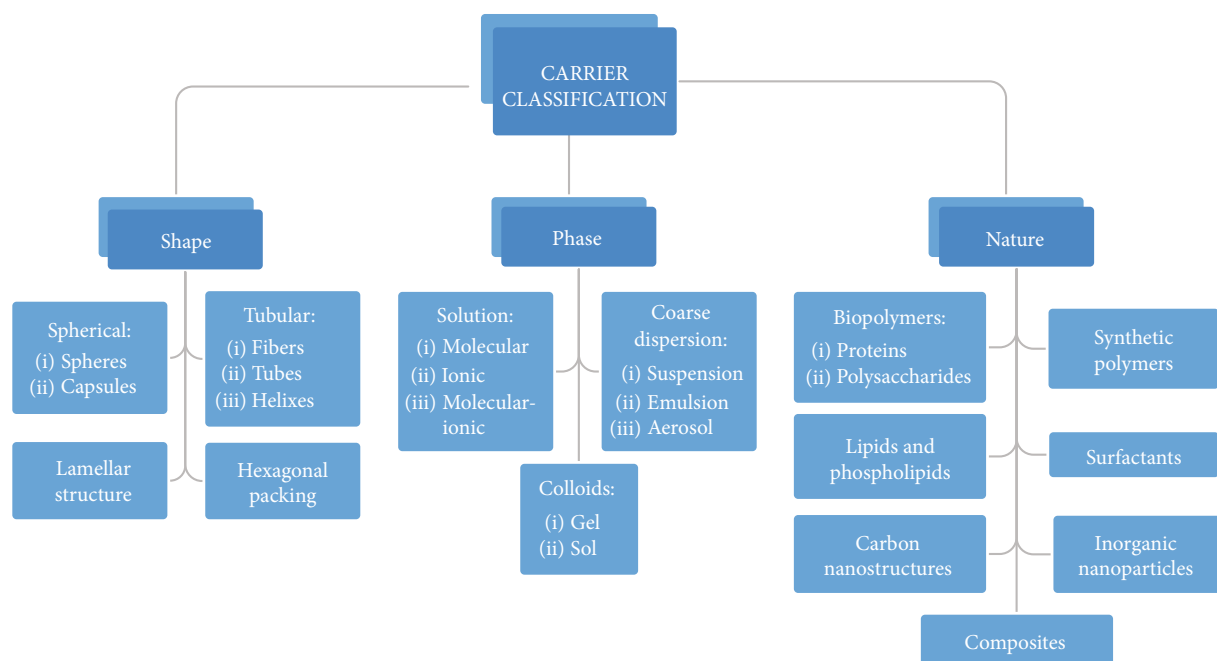 CARRIER
CLASSIFICATION
Shape
Phase
Nature
Spherical:
(i) Spheres
(ii) Capsules
Tubular:
(i) Fibers
(ii) Tubes
(iii) Helixes
Lamellar
structure
Hexagonal
packing
Solution:
(i) Molecular
(ii) Ionic
(iii) Molecular-
ionic
Coarse
dispersion:
(i) Suspension
(ii) Emulsion
(iii) Aerosol
Colloids:
(i) Gel
(ii) Sol
Biopolymers:
(i) Proteins
(ii) Polysaccharides
Synthetic
polymers
Lipids and
phospholipids
Surfactants
Carbon
nanostructures
Inorganic
nanoparticles
Composites